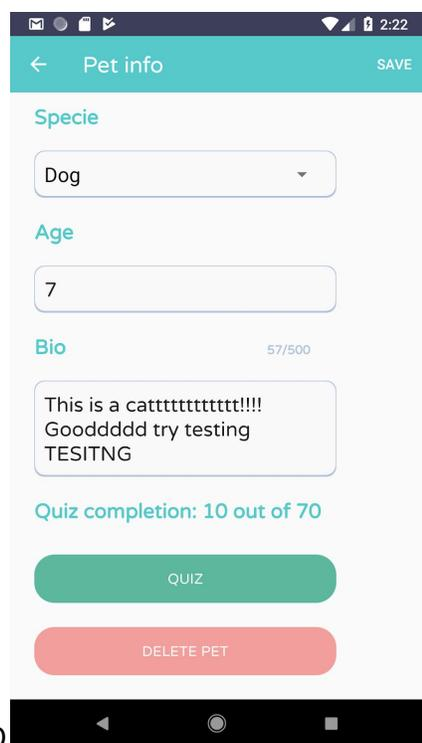 2:22
Pet info SAVE
Specie
Dog
Age
7
Bio 57/500
This is a catttttttttttt!!!!
Gooddddd try testing
TESITNG
Quiz completion: 10 out of 70
QUIZ
DELETE PET